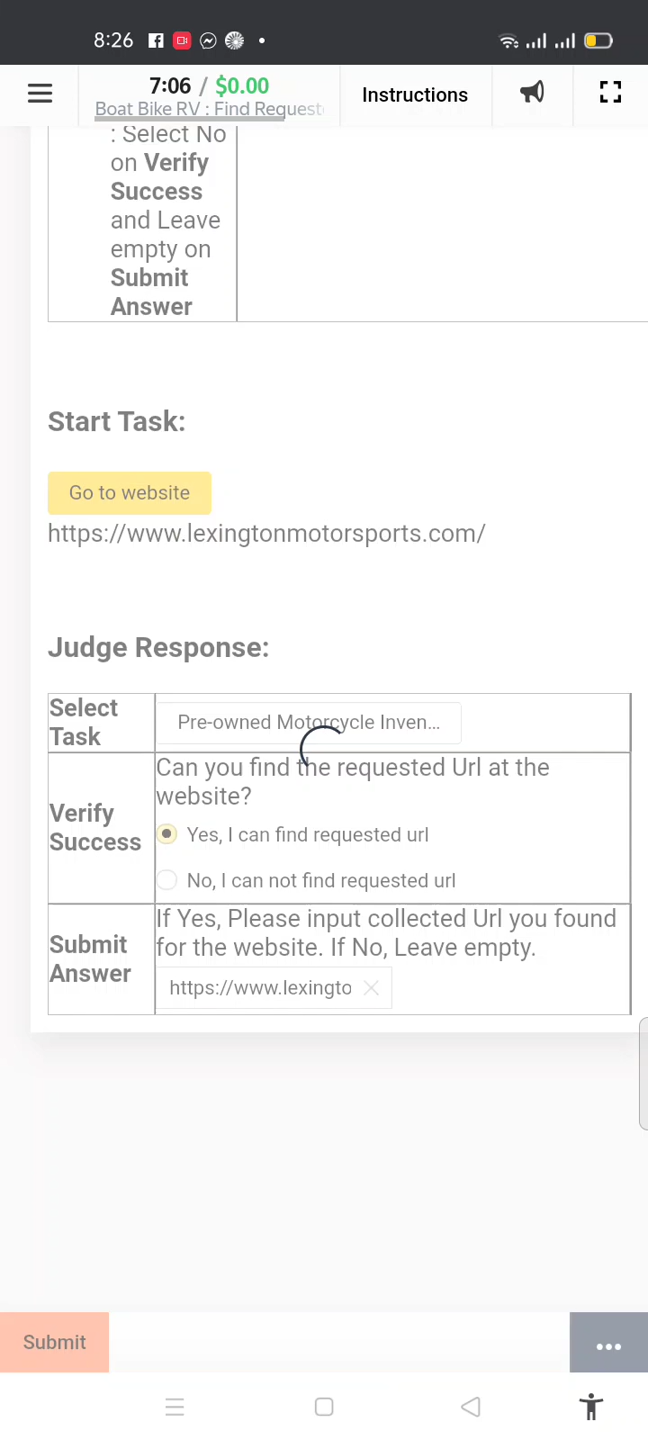 8:26
7:06 / $0.00
Boat Bike RV : Find Request
Instructions
: Select No
on Verify
Success
and Leave
empty on
Submit
Answer
Start Task:
Go to website
https://www.lexingtonmotorsports.com/
Judge Response:
Select
Task
Pre-owned Motorcycle Inven...
Verify
Success
Can you find the requested Url at the
website?
Yes, I can find requested url
No, I can not find requested url
Submit
Answer
If Yes, Please input collected Url you found
for the website. If No, Leave empty.
https://www.lexingto
Submit
...